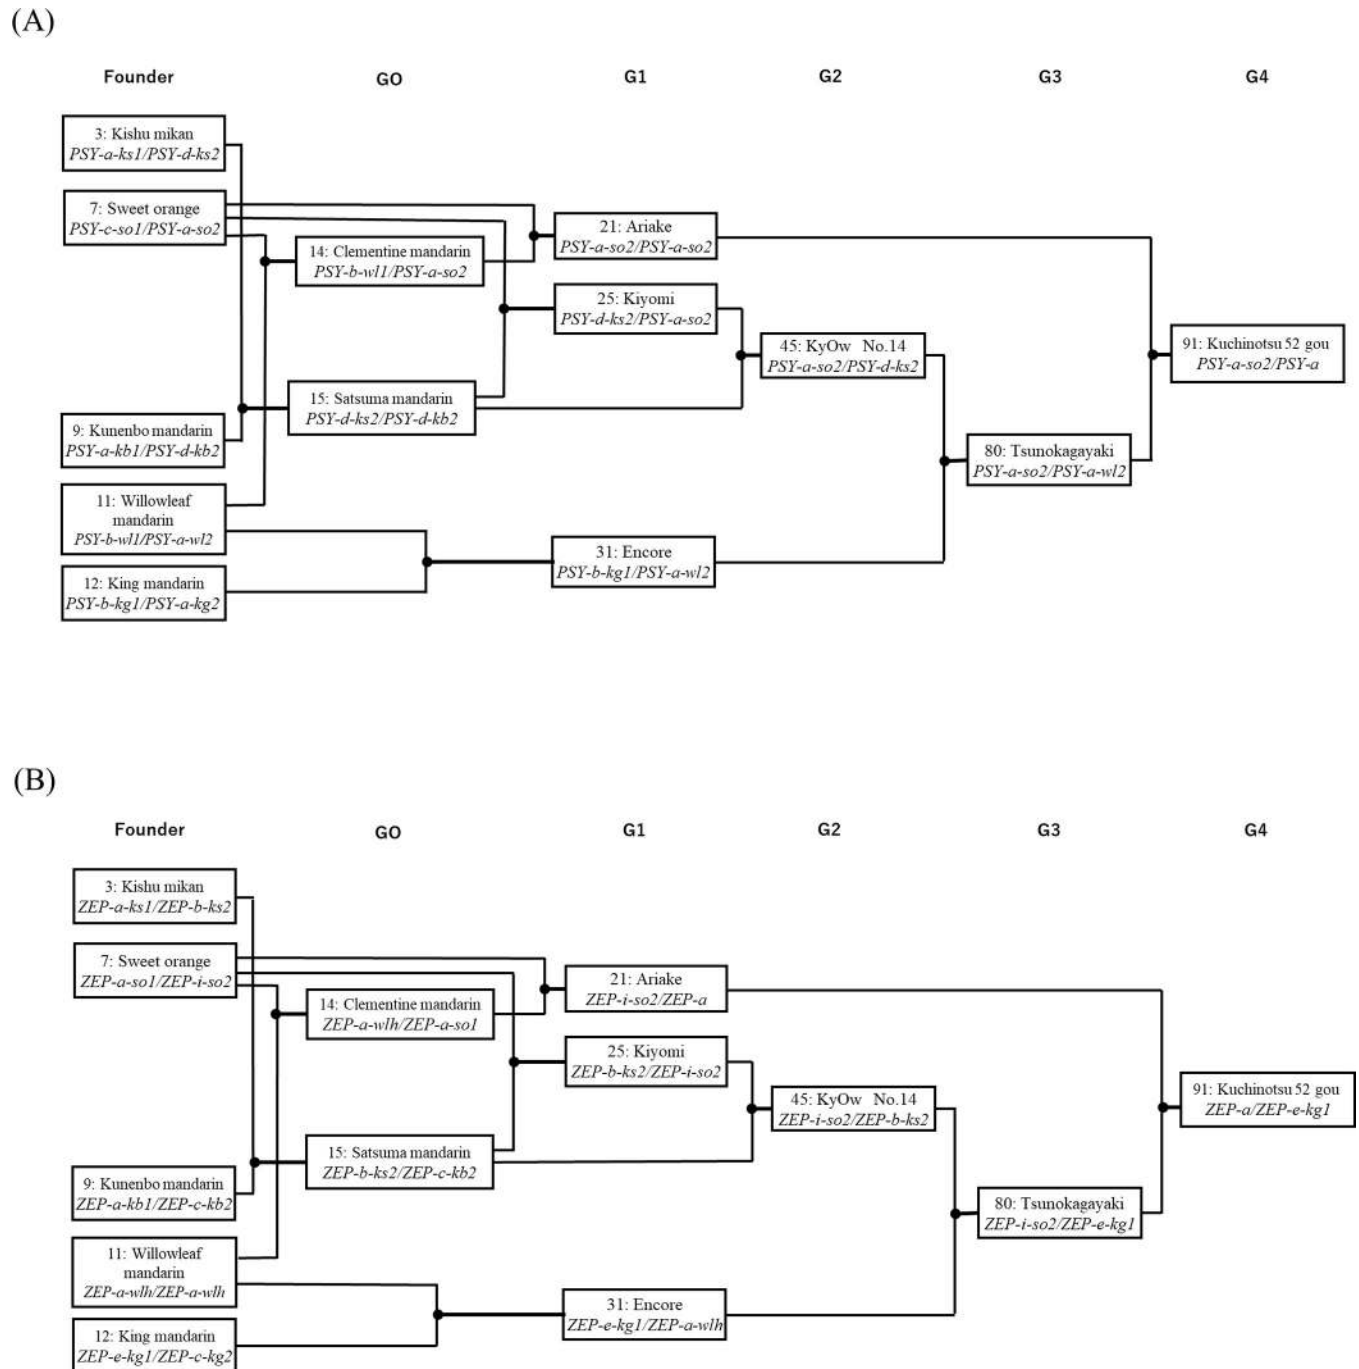 (A)
Founder
GO
G1
G2
G3
G4
3: Kishu mikan
PSY-a-ks1/PSY-d-ks2
7: Sweet orange
PSY-c-so1/PSY-a-so2
14: Clementine mandarin
PSY-b-wl1/PSY-a-so2
21: Ariake
PSY-a-so2/PSY-a-so2
25: Kiyomi
PSY-d-ks2/PSY-a-so2
45: KyOw No.14
PSY-a-so2/PSY-d-ks2
91: Kuchinotsu 52 gou
PSY-a-so2/PSY-a
15: Satsuma mandarin
PSY-d-ks2/PSY-d-kb2
9: Kunenbo mandarin
PSY-a-kb1/PSY-d-kb2
80: Tsunokagayaki
PSY-a-so2/PSY-a-wl2
11: Willowleaf
mandarin
PSY-b-wl1/PSY-a-wl2
31: Encore
PSY-b-kg1/PSY-a-wl2
12: King mandarin
PSY-b-kg1/PSY-a-kg2
(B)
Founder
GO
G1
G2
G3
G4
3: Kishu mikan
ZEP-a-ks1/ZEP-b-ks2
7: Sweet orange
ZEP-a-so1/ZEP-i-so2
14: Clementine mandarin
ZEP-a-wlh/ZEP-a-so1
21: Ariake
ZEP-i-so2/ZEP-a
25: Kiyomi
ZEP-b-ks2/ZEP-i-so2
45: KyOw No.14
ZEP-i-so2/ZEP-b-ks2
91: Kuchinotsu 52 gou
ZEP-a/ZEP-e-kg1
15: Satsuma mandarin
ZEP-b-ks2/ZEP-c-kb2
9: Kunenbo mandarin
ZEP-a-kb1/ZEP-c-kb2
80: Tsunokagayaki
ZEP-i-so2/ZEP-e-kg1
11: Willowleaf
mandarin
ZEP-a-wlh/ZEP-a-wlh
31: Encore
ZEP-e-kg1/ZEP-a-wlh
12: King mandarin
ZEP-e-kg1/ZEP-c-kg2